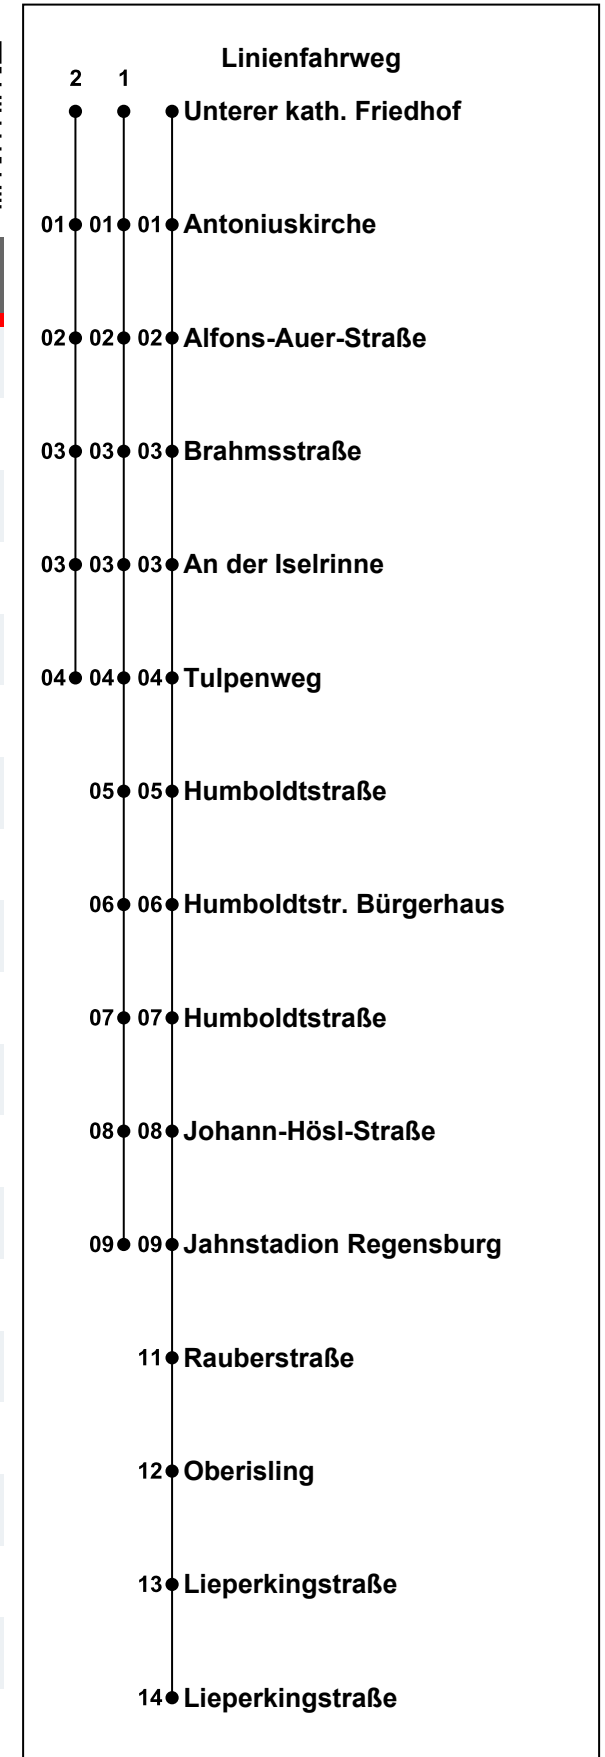 Linienfahrweg
2 1
Unterer kath. Friedhof
01 01 01 Antoniuskirche
02 02 02 Alfons-Auer-Straße
03 03 03 Brahmsstraße
03 03 03 An der Iselrinne
04 04 04 Tulpenweg
05 05 Humboldtstraße
06 06 Humboldtstr. Bürgerhaus
07 07 Humboldtstraße
08 08 Johann-Hösl-Straße
09 09 Jahnstadion Regensburg
11 Rauberstraße
12 Oberisling
13 Lieperkingstraße
14 Lieperkingstraße